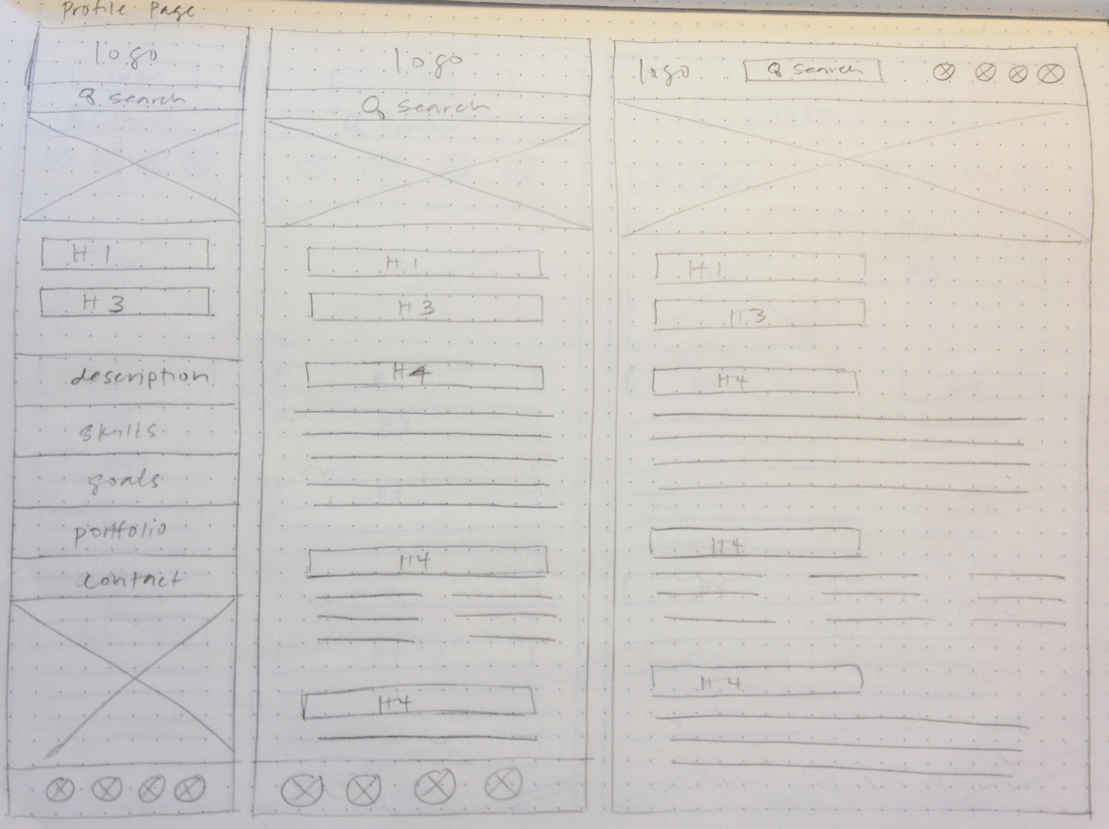 Profile Page
logo
search
H1
H3
description
skills
goals
portfolio
contact
logo
search
H1
H3
H4
H4
H4
logo
search
H1
H3
H4
H4
H4